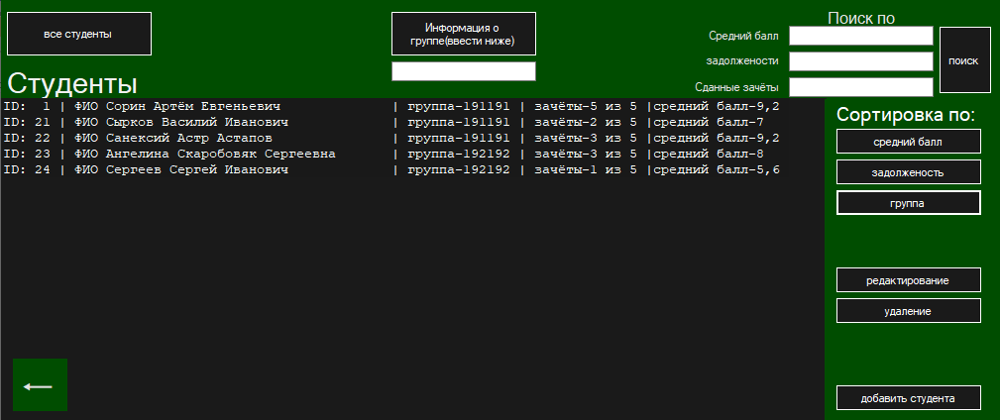 все студенты
Информация о
группе(ввести ниже)
Поиск по
Средний балл
задолжености
Сданные зачёты
поиск
Студенты
ID:  1 | ФИО Сорин Артём Евгеньевич | группа-191191 | зачёты-5 из 5 |средний балл-9,2
ID: 21 | ФИО Сырков Василий Иванович | группа-191191 | зачёты-2 из 5 |средний балл-7
ID: 22 | ФИО Санексий Астр Астапов | группа-191191 | зачёты-3 из 5 |средний балл-9,2
ID: 23 | ФИО Ангелина Скаробовяк Сергеевна | группа-192192 | зачёты-3 из 5 |средний балл-8
ID: 24 | ФИО Сергеев Сергей Иванович | группа-192192 | зачёты-1 из 5 |средний балл-5,6
Сортировка по:
средний балл
задолженость
группа
редактирование
удаление
добавить студента